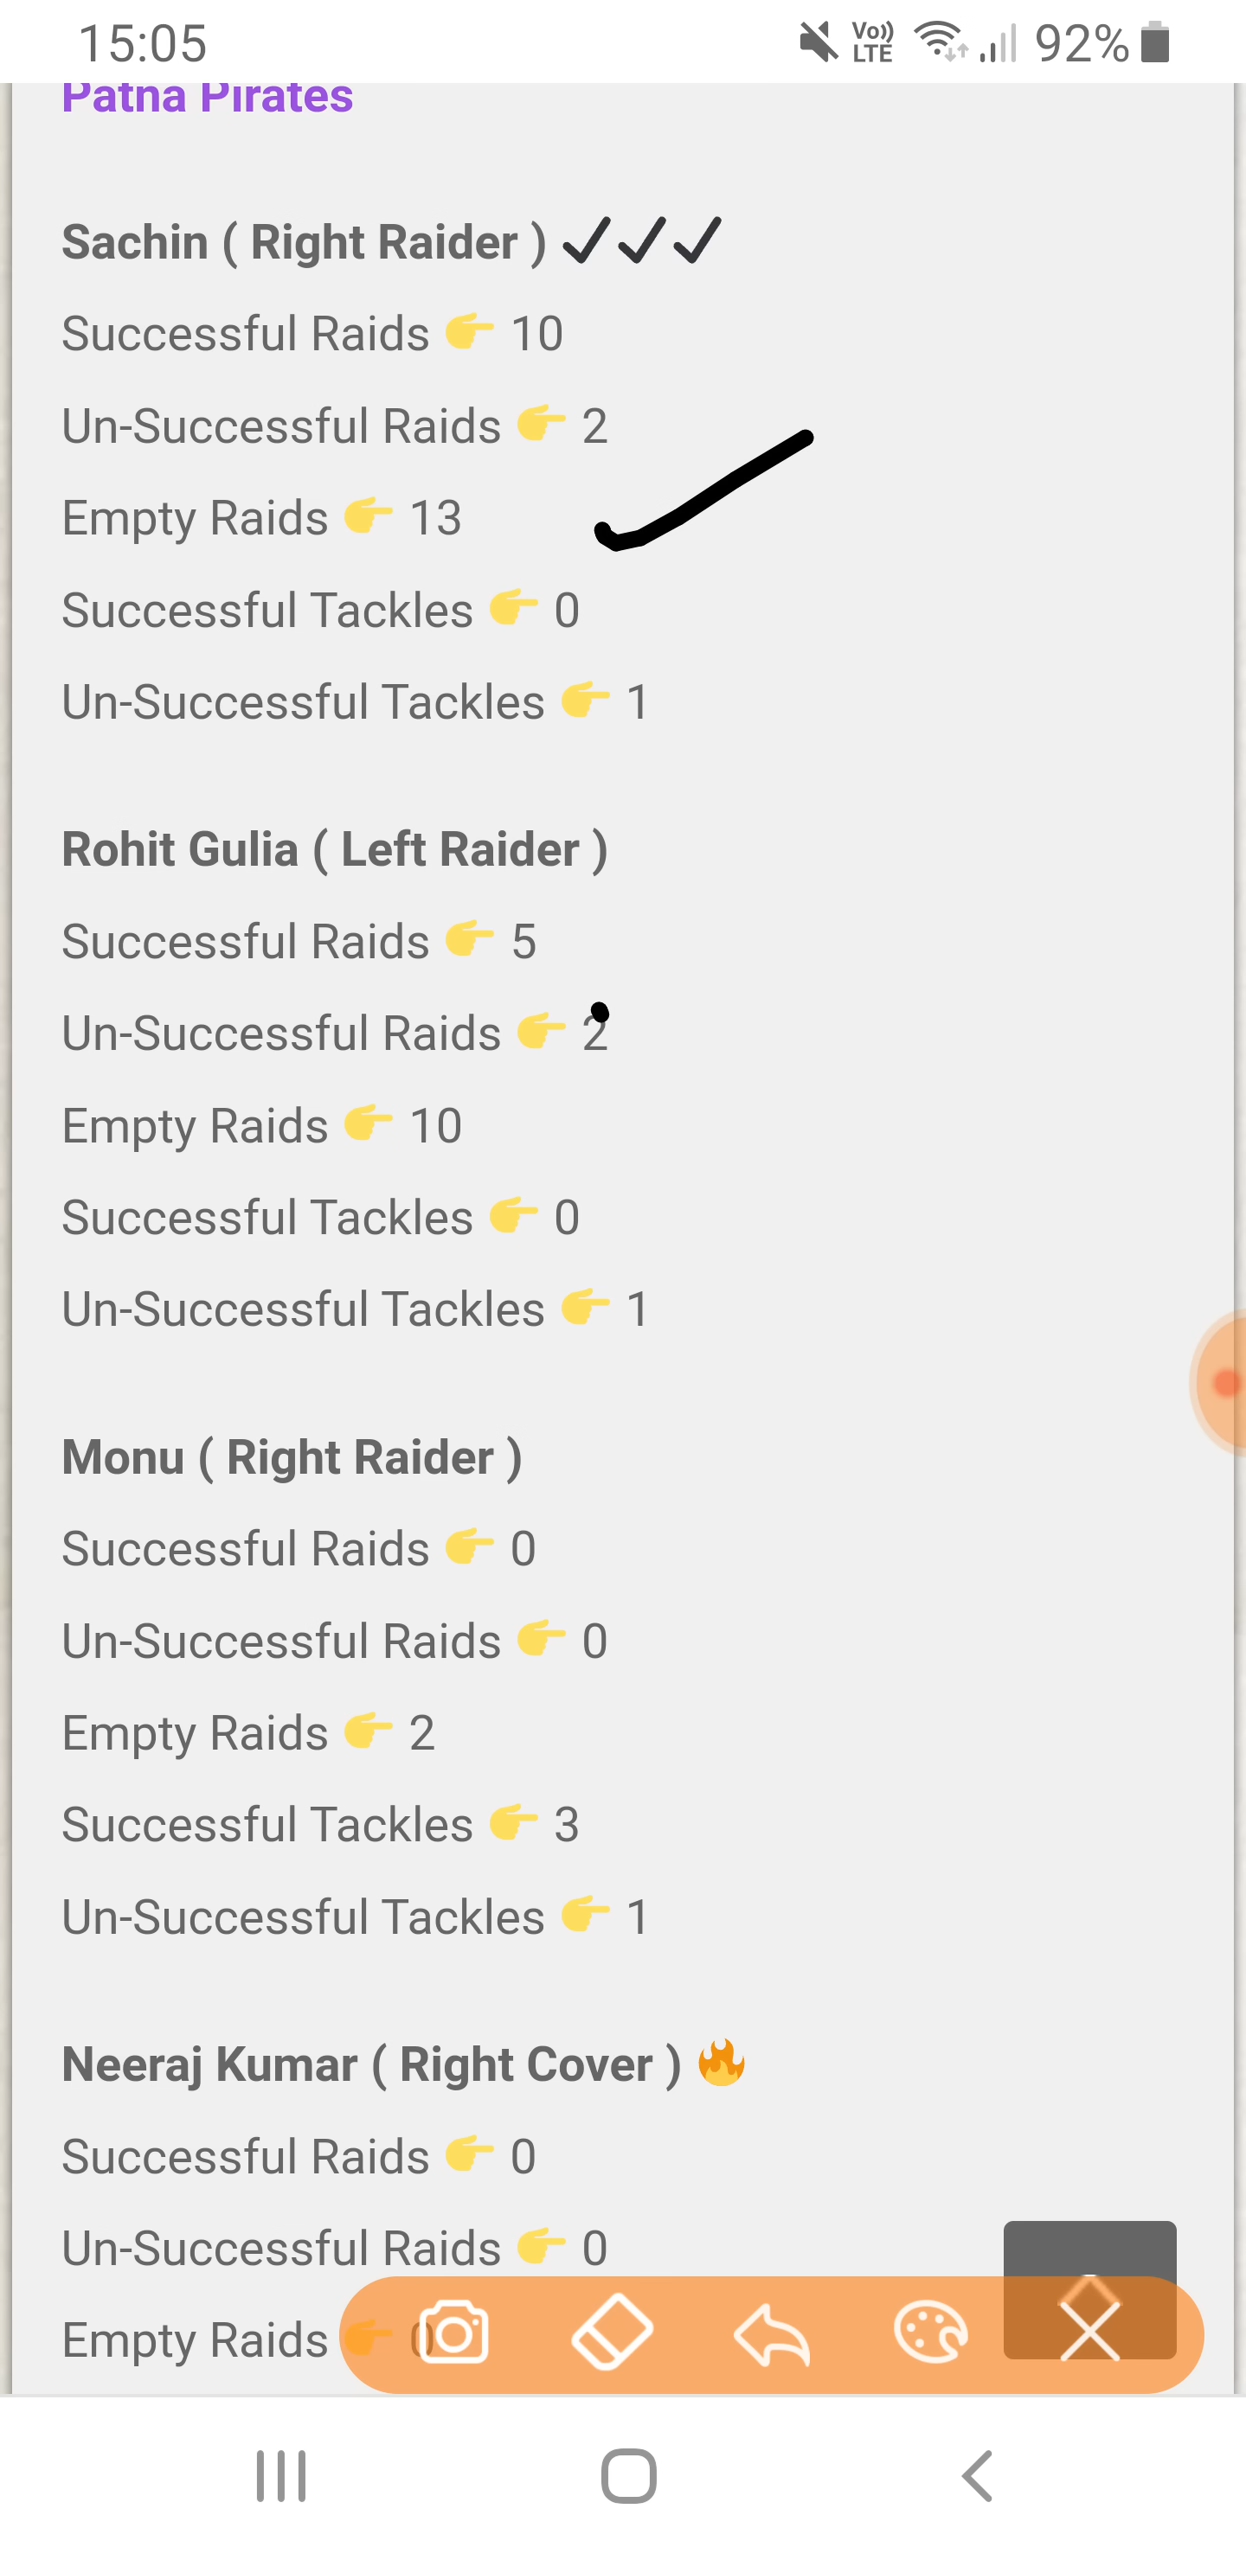 15:05 Vo)) LTE 92%
Patna Pirates
Sachin ( Right Raider ) ✓✓✓
Successful Raids 👉 10
Un-Successful Raids 👉 2
Empty Raids 👉 13
Successful Tackles 👉 0
Un-Successful Tackles 👉 1
Rohit Gulia ( Left Raider )
Successful Raids 👉 5
Un-Successful Raids 👉 2
Empty Raids 👉 10
Successful Tackles 👉 0
Un-Successful Tackles 👉 1
Monu ( Right Raider )
Successful Raids 👉 0
Un-Successful Raids 👉 0
Empty Raids 👉 2
Successful Tackles 👉 3
Un-Successful Tackles 👉 1
Neeraj Kumar ( Right Cover ) 🔥
Successful Raids 👉 0
Un-Successful Raids 👉 0
Empty Raids 👉 0